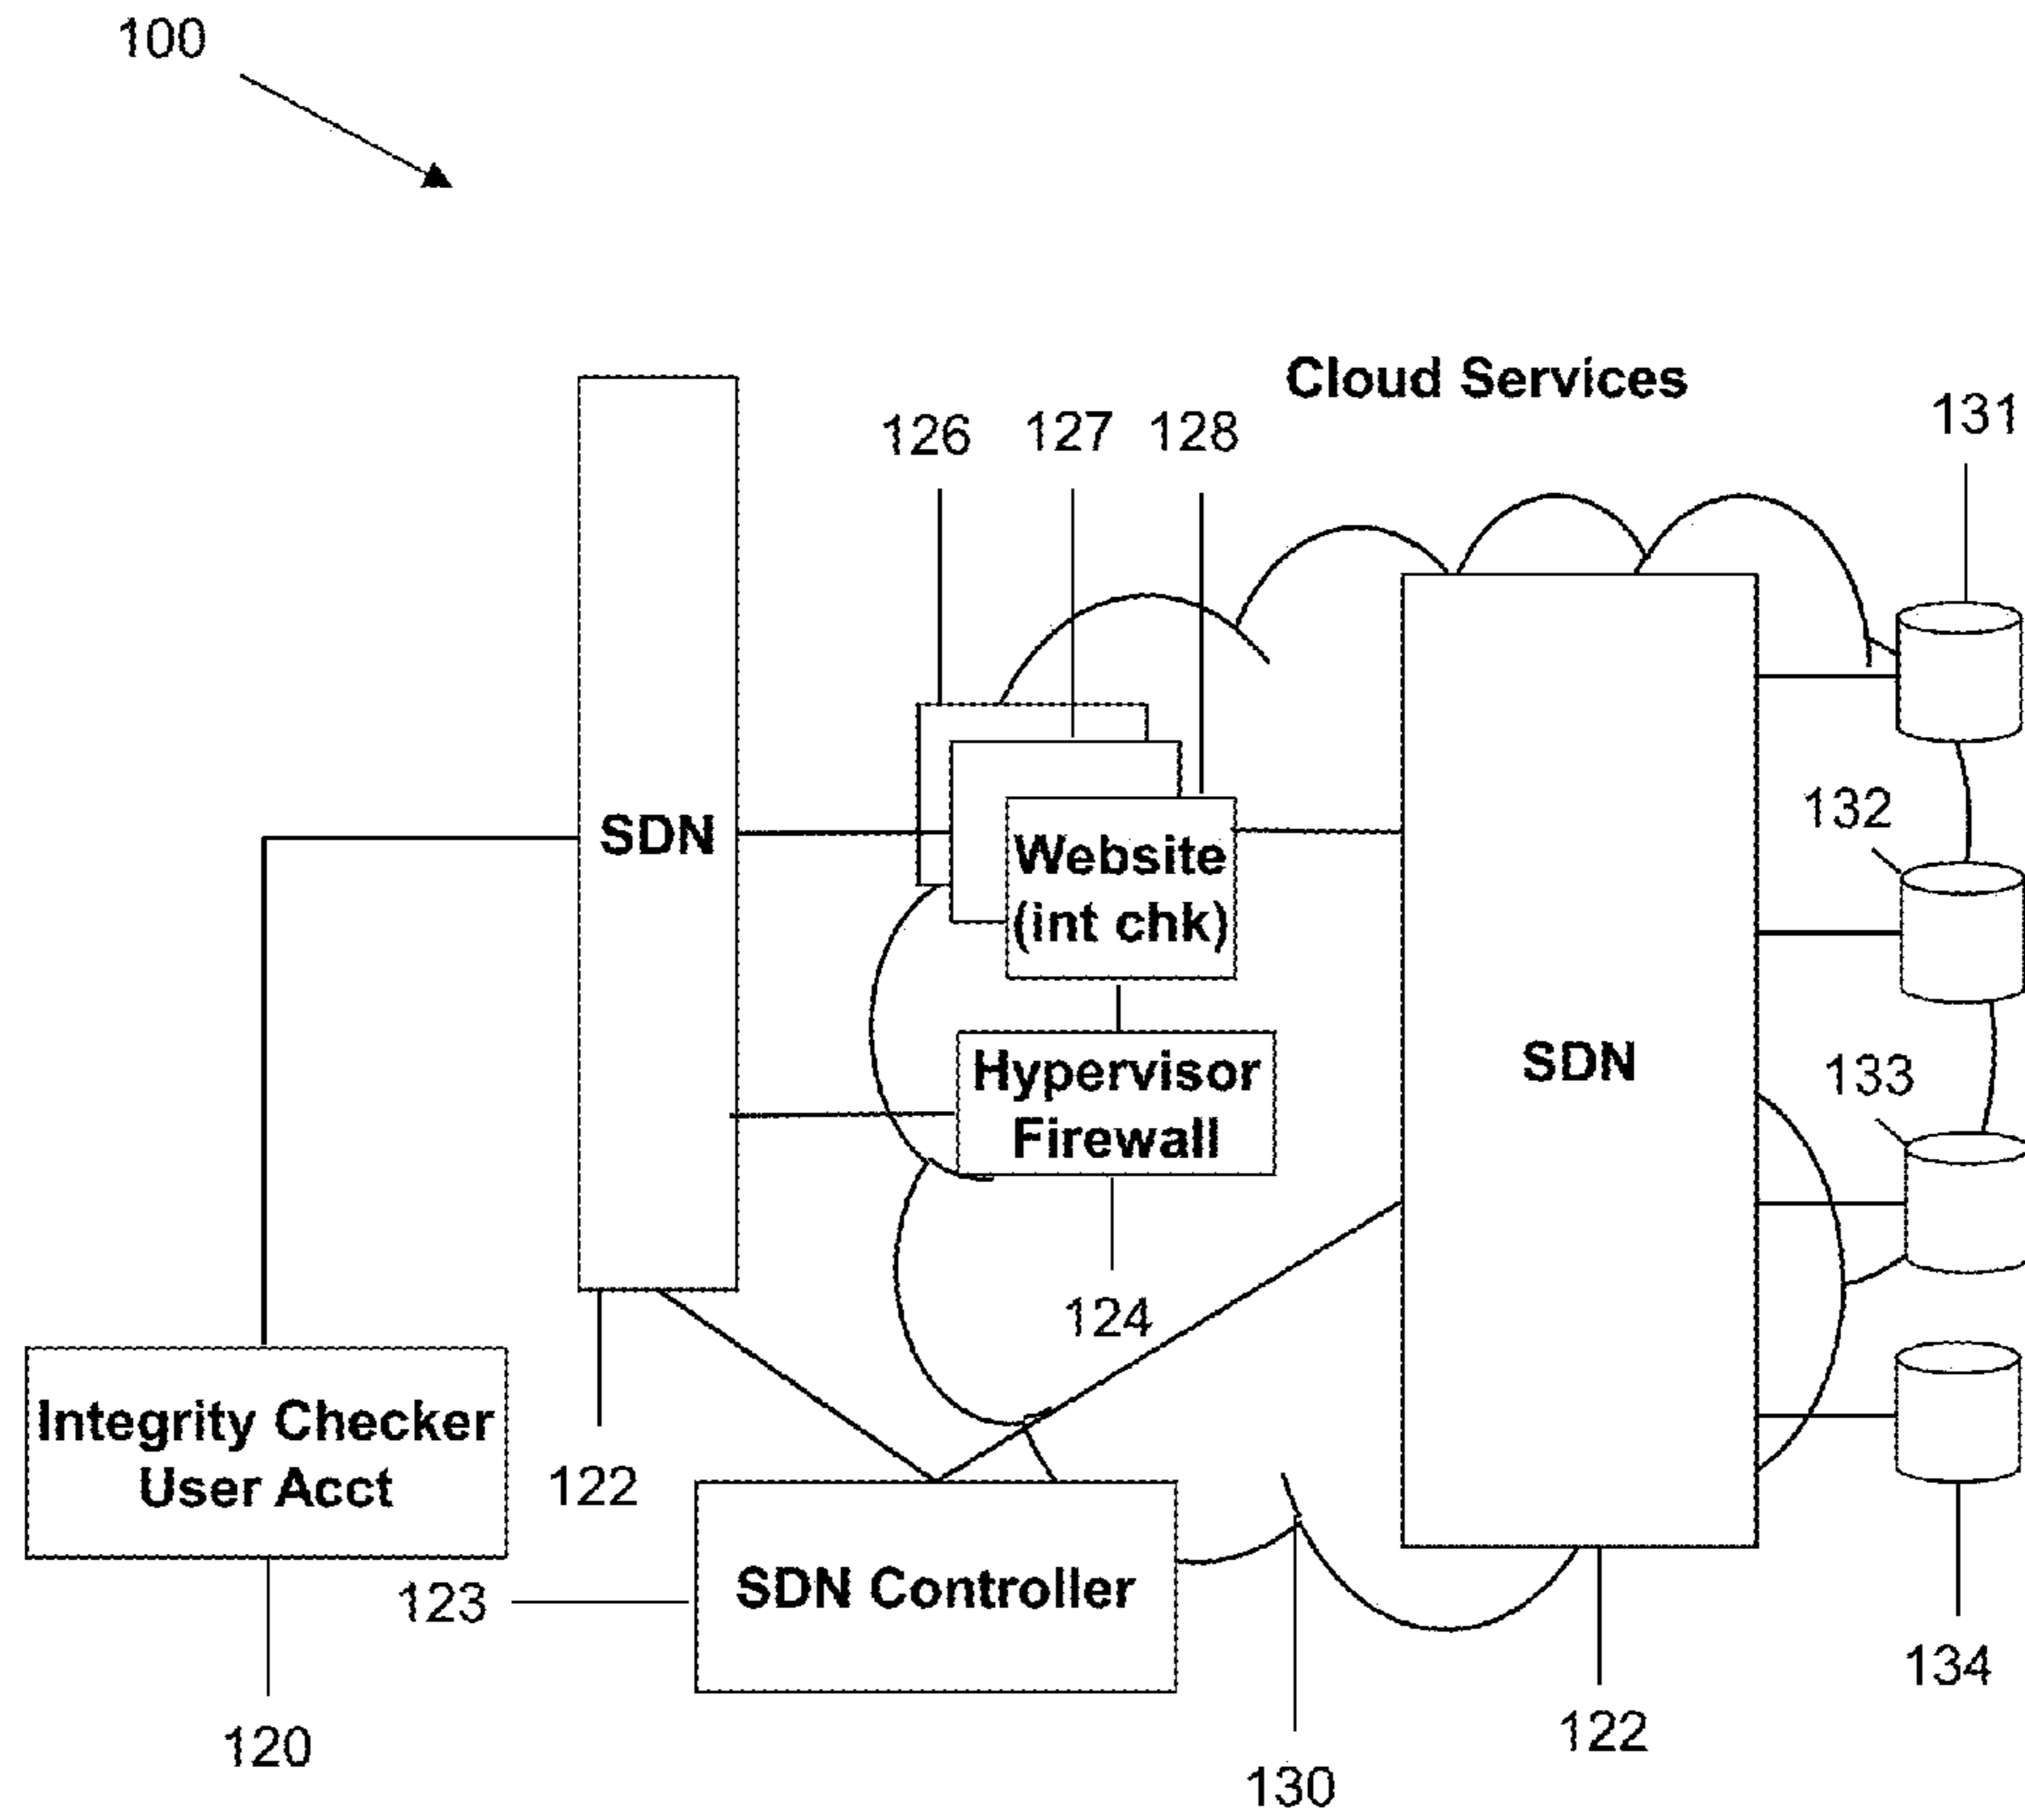 100
Cloud Services
126
127
128
131
SDN
132
Website
(int chk)
Hypervisor
Firewall
SDN
133
124
Integrity Checker
User Acct
122
123
SDN Controller
134
120
122
130